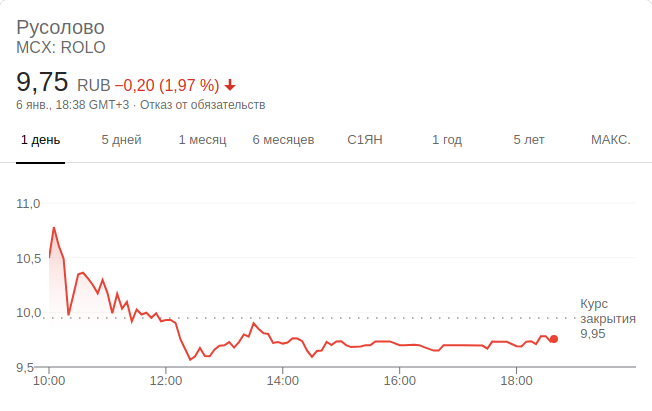 Русолово
MCX: ROLO
9,75 RUB −0,20 (1,97 %)
6 янв., 18:38 GMT+3 · Отказ от обязательств
1 день 5 дней 1 месяц 6 месяцев С1ЯН 1 год 5 лет МАКС.
11,0
10,5
10,0
9,5
Курс
закрытия
9,95
10:00 12:00 14:00 16:00 18:00